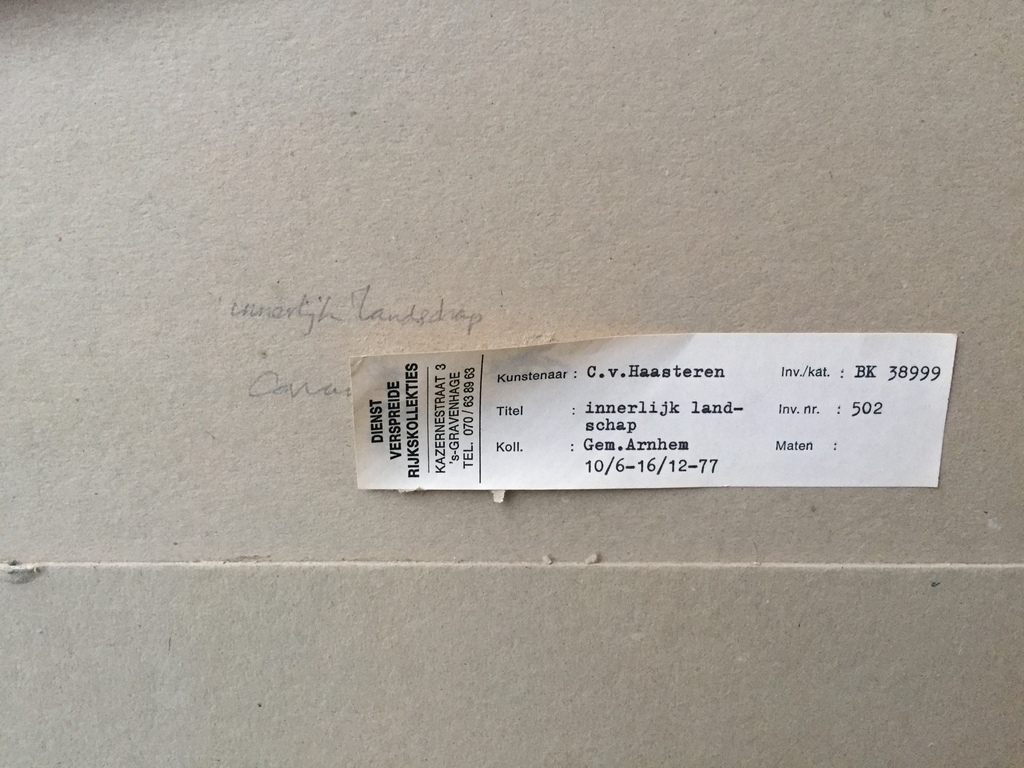 innerlijk landschap
DIENST
VERSPREIDE
RIJKSKOLLEKTIES
KAZERNESTRAAT 3
's-GRAVENHAGE
TEL. 070/63 89 63
Kunstenaar : C.v.Haasteren Inv./kat. : BK 38999
Titel : innerlijk land- Inv. nr. : 502
schap
Koll. : Gem.Arnhem Maten :
10/6-16/12-77